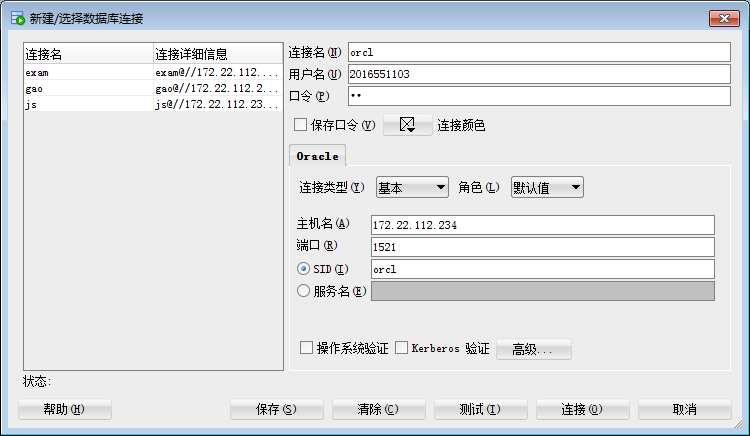 新建/选择数据库连接
连接名 连接详细信息
exam exam@//172.22.112....
gao gao@//172.22.112.2...
js js@//172.22.112.23...
连接名(N) orcl
用户名(U) 2016551103
口令(P) ••
保存口令(V) 连接颜色
Oracle
连接类型(Y) 基本 角色(L) 默认值
主机名(A) 172.22.112.234
端口(R) 1521
SID(I) orcl
服务名(E)
操作系统验证 Kerberos 验证 高级...
状态:
帮助(H) 保存(S) 清除(C) 测试(T) 连接(O) 取消